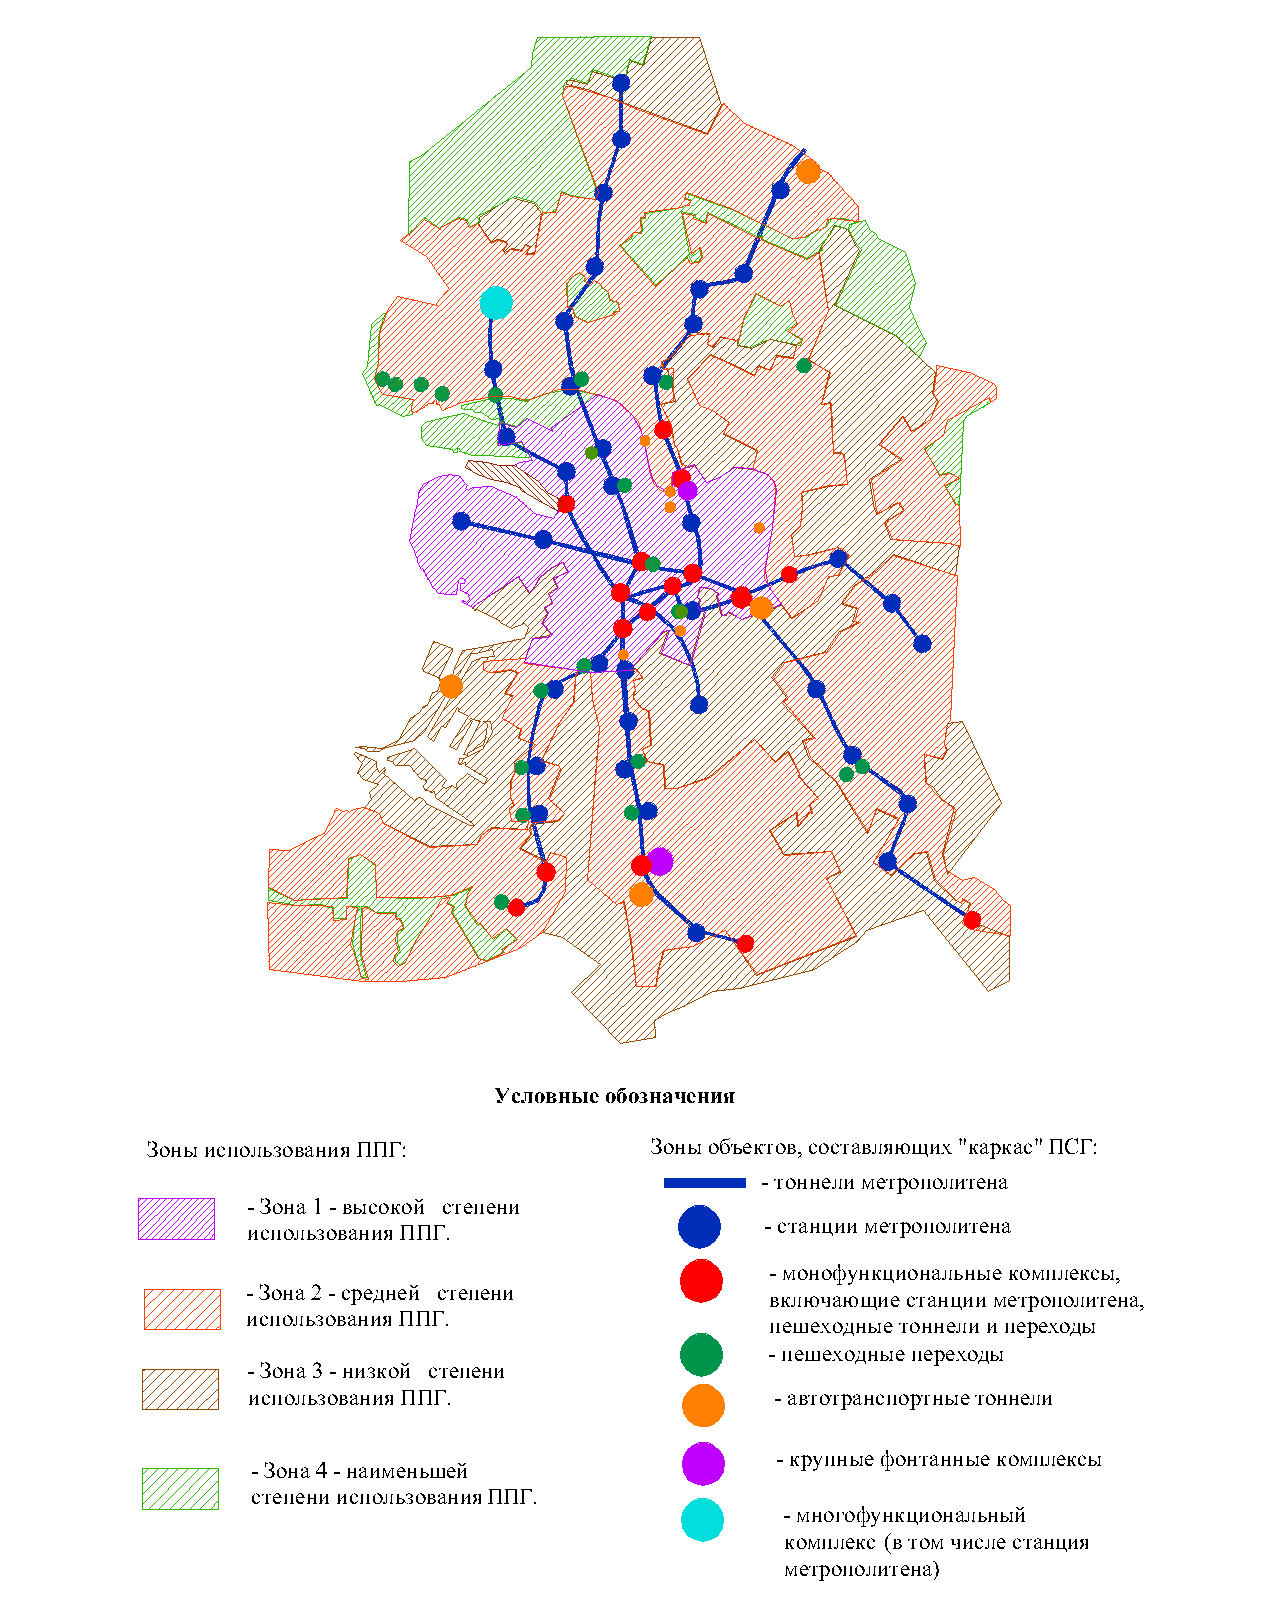 Условные обозначения
Зоны использования ППГ:
- Зона 1 - высокой степени
использования ППГ.
- Зона 2 - средней степени
использования ППГ.
- Зона 3 - низкой степени
использования ППГ.
- Зона 4 - наименьшей
степени использования ППГ.
Зоны объектов, составляющих "каркас" ПСГ:
- тоннели метрополитена
- станции метрополитена
- монофункциональные комплексы,
включающие станции метрополитена,
пешеходные тоннели и переходы
- пешеходные переходы
- автотранспортные тоннели
- крупные фонтанные комплексы
- многофункциональный
комплекс (в том числе станция
метрополитена)